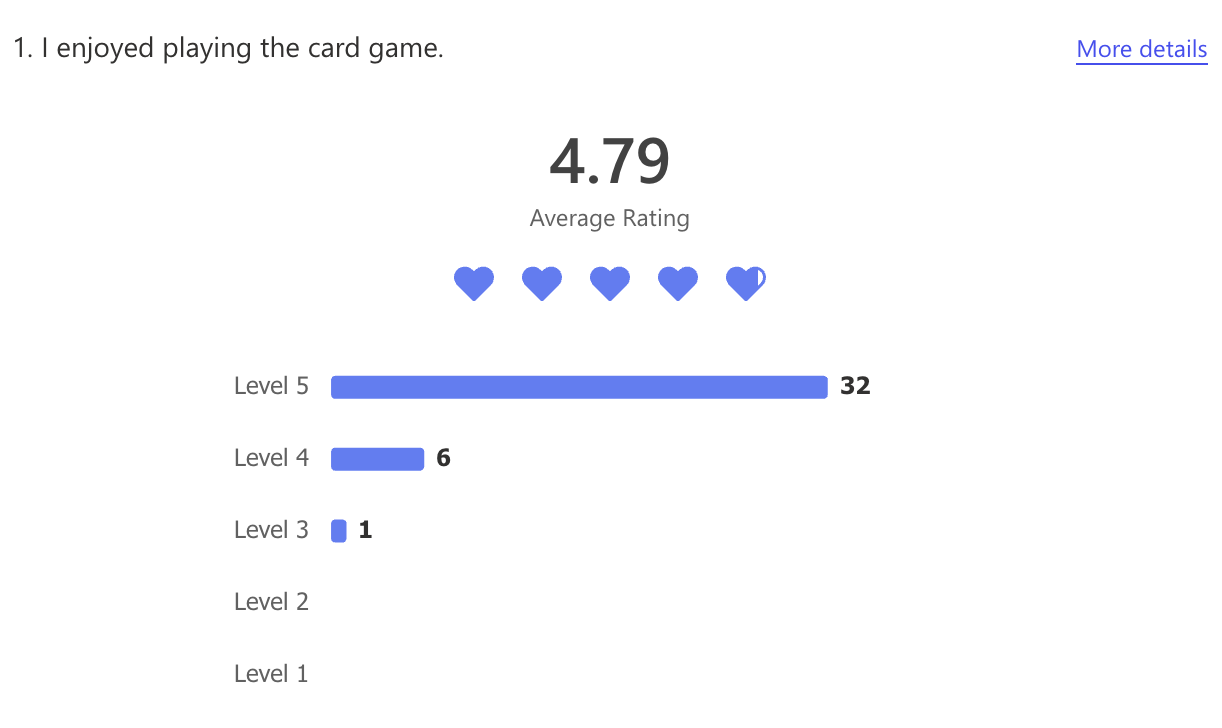 1. I enjoyed playing the card game.
More details
4.79
Average Rating
Level 5 32
Level 4 6
Level 3 1
Level 2
Level 1